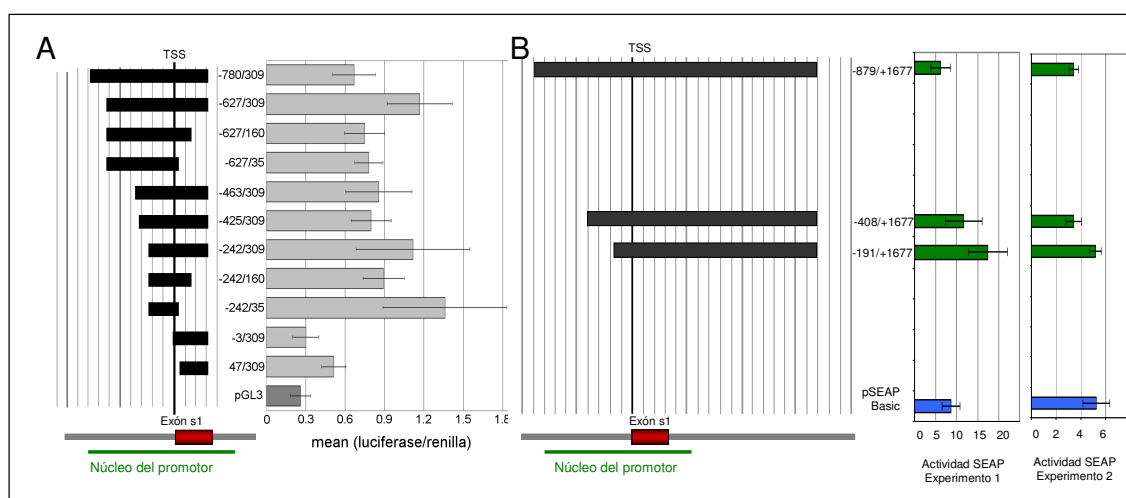 A
TSS
-780/309
-627/309
-627/160
-627/35
-463/309
-425/309
-242/309
-242/160
-242/35
-3/309
47/309
pGL3
Exón s1
0 0.3 0.6 0.9 1.2 1.5 1.8
mean (luciferase/renilla)
Núcleo del promotor
B
TSS
-879/+1677
-408/+1677
-191/+1677
pSEAP
Basic
Exón s1
Núcleo del promotor
0 5 10 15 20
Actividad SEAP
Experimento 1
0 2 4 6
Actividad SEAP
Experimento 2